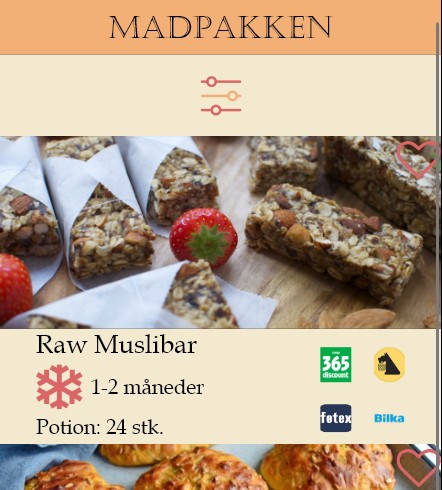 MADPAKKEN
Raw Muslibar
1-2 måneder
Potion: 24 stk.
365
discount
føtex
Bilka